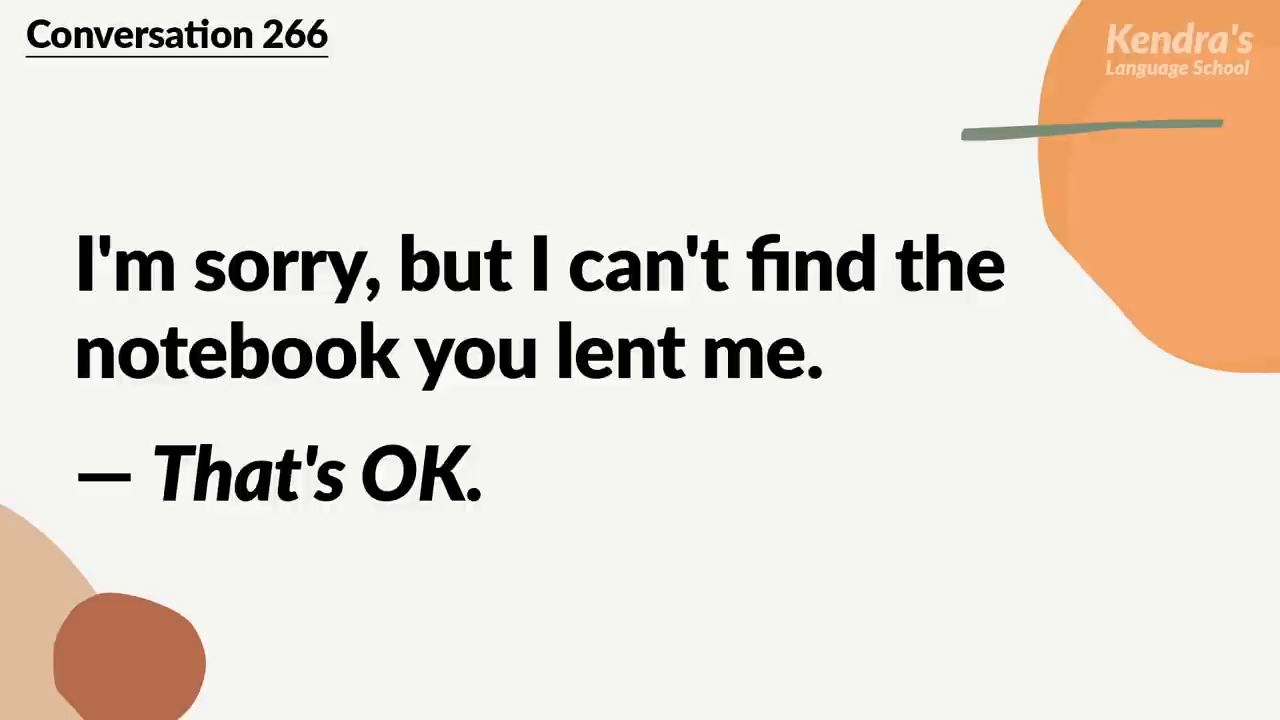 Conversation 266
Kendra's
Language School
I'm sorry, but I can't find the
notebook you lent me.
— That's OK.